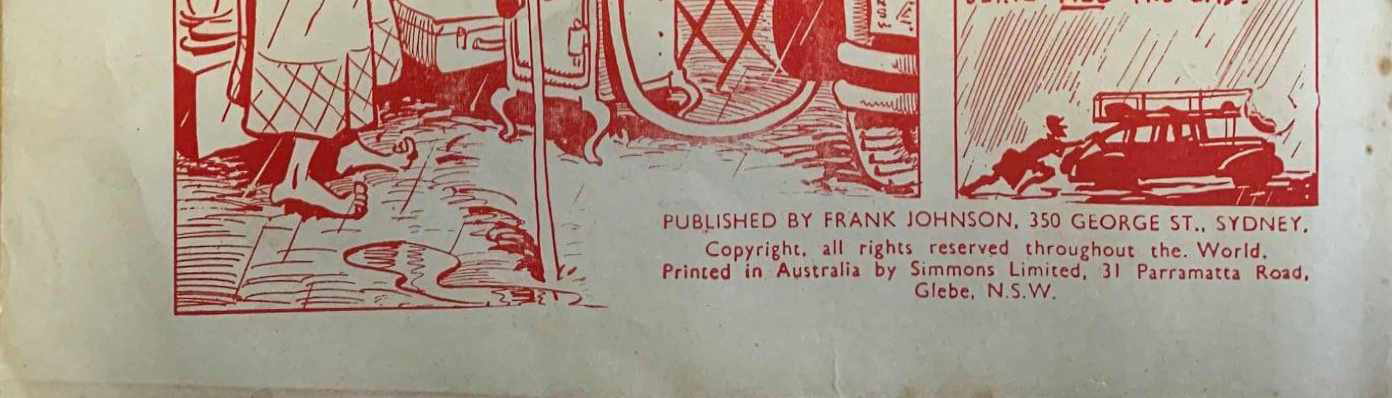 PUBLISHED BY FRANK JOHNSON, 350 GEORGE ST., SYDNEY.
Copyright, all rights reserved throughout the World.
Printed in Australia by Simmons Limited, 31 Parramatta Road,
Glebe, N.S.W.